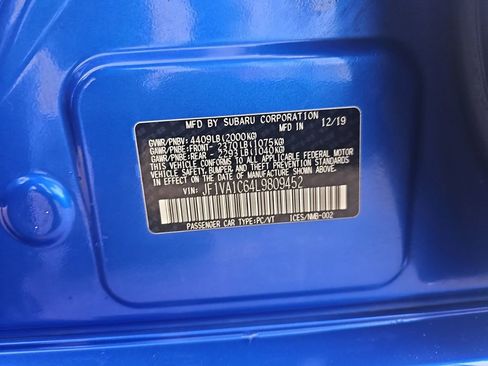 MFD BY SUBARU CORPORATION
MFD IN 12/19
GVWR/PNBV: 4409LB(2000KG)
GAWR/PNBE:FRONT- 2370LB(1075KG)
GAWR/PNBE:REAR - 2293LB(1040KG)
THIS VEHICLE CONFORMS TO ALL APPLICABLE FEDERAL MOTOR VEHICLE
SAFETY, BUMPER, AND THEFT PREVENTION STANDARDS
IN EFFECT ON THE DATE OF MANUFACTURE SHOWN ABOVE.
VIN: JF1VA1C64L9809452
PASSENGER CAR TYPE:PC/VT ICES/NMB-002